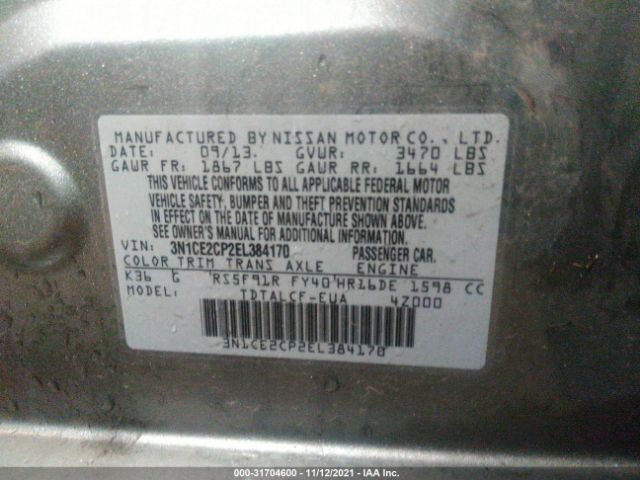 MANUFACTURED BY NISSAN MOTOR CO., LTD.
DATE: 09/13. GVWR: 3470 LBS
GAWR FR: 1867 LBS GAWR RR: 1664 LBS
THIS VEHICLE CONFORMS TO ALL APPLICABLE FEDERAL MOTOR
VEHICLE SAFETY, BUMPER AND THEFT PREVENTION STANDARDS
IN EFFECT ON THE DATE OF MANUFACTURE SHOWN ABOVE.
SEE OWNER'S MANUAL FOR ADDITIONAL INFORMATION.
VIN: 3N1CE2CP2EL384170 PASSENGER CAR.
COLOR TRIM TRANS AXLE ENGINE
K36 G RS5F91R FY40 HR16DE 1598 CC
MODEL: TDTALCF-EUA 4Z000
3N1CE2CP2EL384170
000-31704600 - 11/12/2021 - IAA Inc.